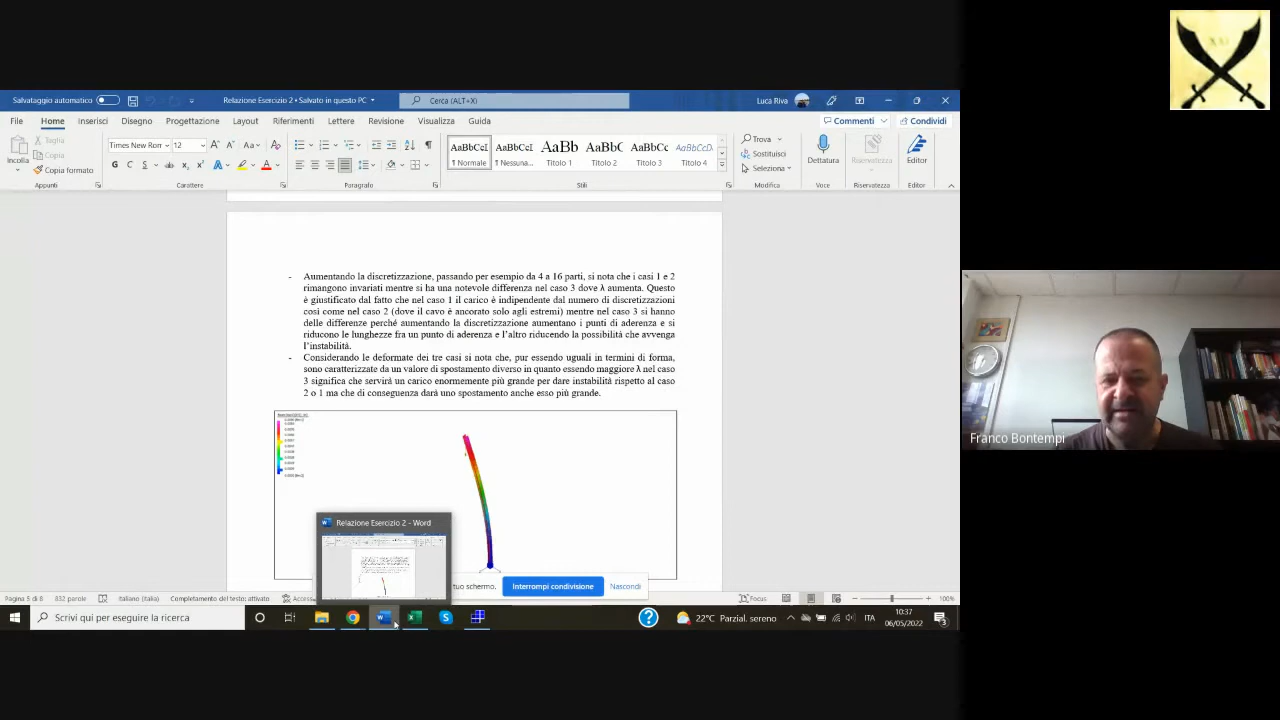 Salvataggio automatico
Relazione Esercizio 2 • Salvato in questo PC
Cerca (ALT+X)
Luca Riva
File Home Inserisci Disegno Progettazione Layout Riferimenti Lettere Revisione Visualizza Guida
Commenti Condividi
Incolla
Taglia
Copia
Copia formato
Times New Rom 12
G C S
AaBbCcI AaBbCcI AaBb AaBbC AaBbCc AaBbCcD
¶ Normale ¶ Nessuna... Titolo 1 Titolo 2 Titolo 3 Titolo 4
Trova
Sostituisci
Seleziona
Dettatura
Riservatezza
Editor
Appunti Carattere Paragrafo Stili Modifica Voce Riservatezza Editor
- Aumentando la discretizzazione, passando per esempio da 4 a 16 parti, si nota che i casi 1 e 2
rimangono invariati mentre si ha una notevole differenza nel caso 3 dove λ aumenta. Questo
è giustificato dal fatto che nel caso 1 il carico è indipendente dal numero di discretizzazioni
così come nel caso 2 (dove il cavo è ancorato solo agli estremi) mentre nel caso 3 si hanno
delle differenze perché aumentando la discretizzazione aumentano i punti di aderenza e si
riducono le lunghezze fra un punto di aderenza e l'altro riducendo la possibilità che avvenga
l'instabilità.
- Considerando le deformate dei tre casi si nota che, pur essendo uguali in termini di forma,
sono caratterizzate da un valore di spostamento diverso in quanto essendo maggiore λ nel caso
3 significa che servirà un carico enormemente più grande per dare instabilità rispetto al caso
2 o 1 ma che di conseguenza darà uno spostamento anche esso più grande.
Relazione Esercizio 2 - Word
tuo schermo.
Interrompi condivisione
Nascondi
Pagina 5 di 8 832 parole Italiano (Italia) Completamento del testo: attivato
Focus
100%
Scrivi qui per eseguire la ricerca
22°C Parzial. sereno
ITA
10:37
06/05/2022
3
Franco Bontempi